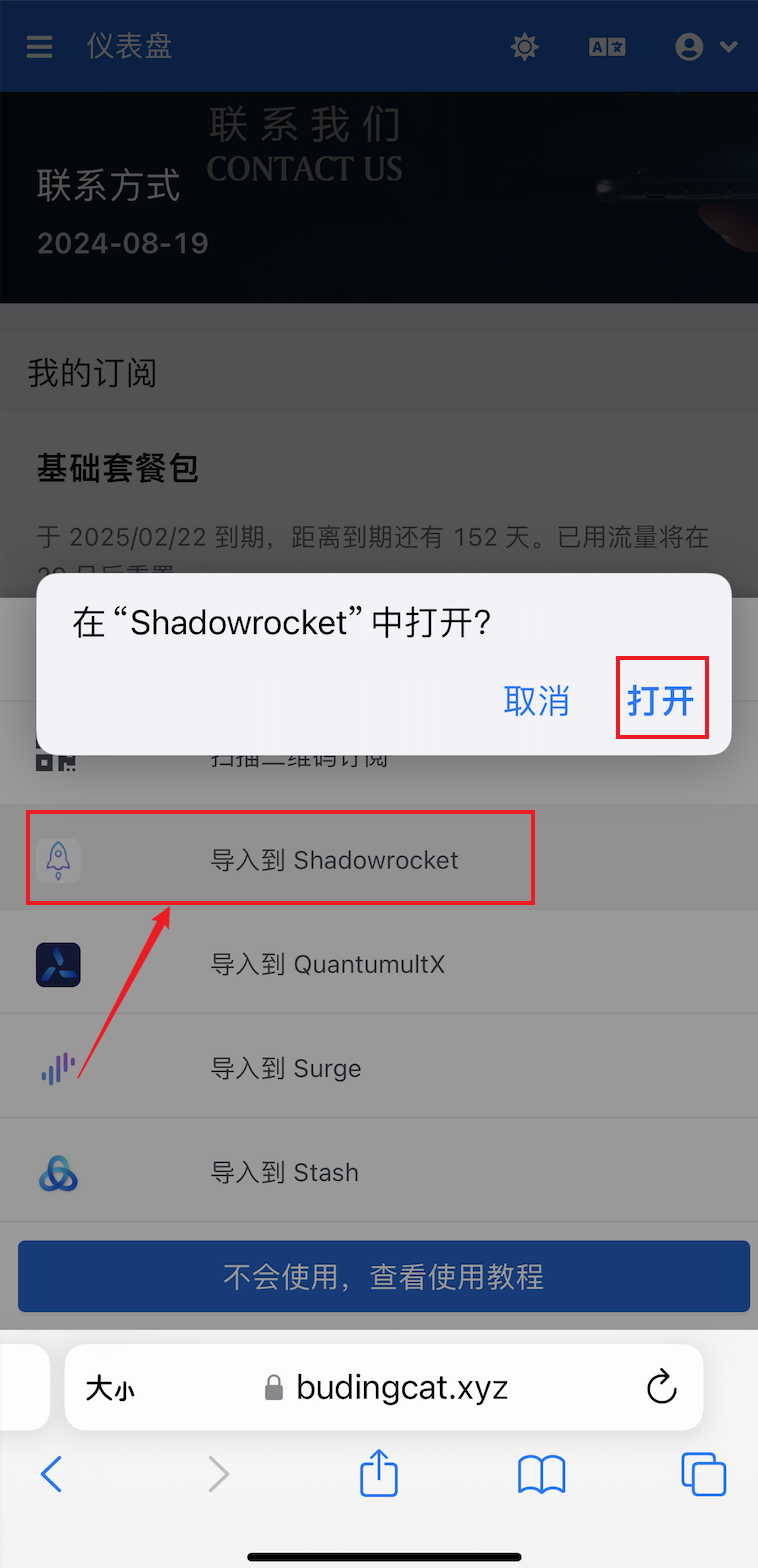 仪表盘
联系我们
CONTACT US
联系方式
2024-08-19
我的订阅
基础套餐包
于 2025/02/22 到期，距离到期还有 152 天。已用流量将在
在“Shadowrocket”中打开?
取消 打开
扫描二维码订阅
导入到 Shadowrocket
导入到 QuantumultX
导入到 Surge
导入到 Stash
不会使用，查看使用教程
大小 budingcat.xyz